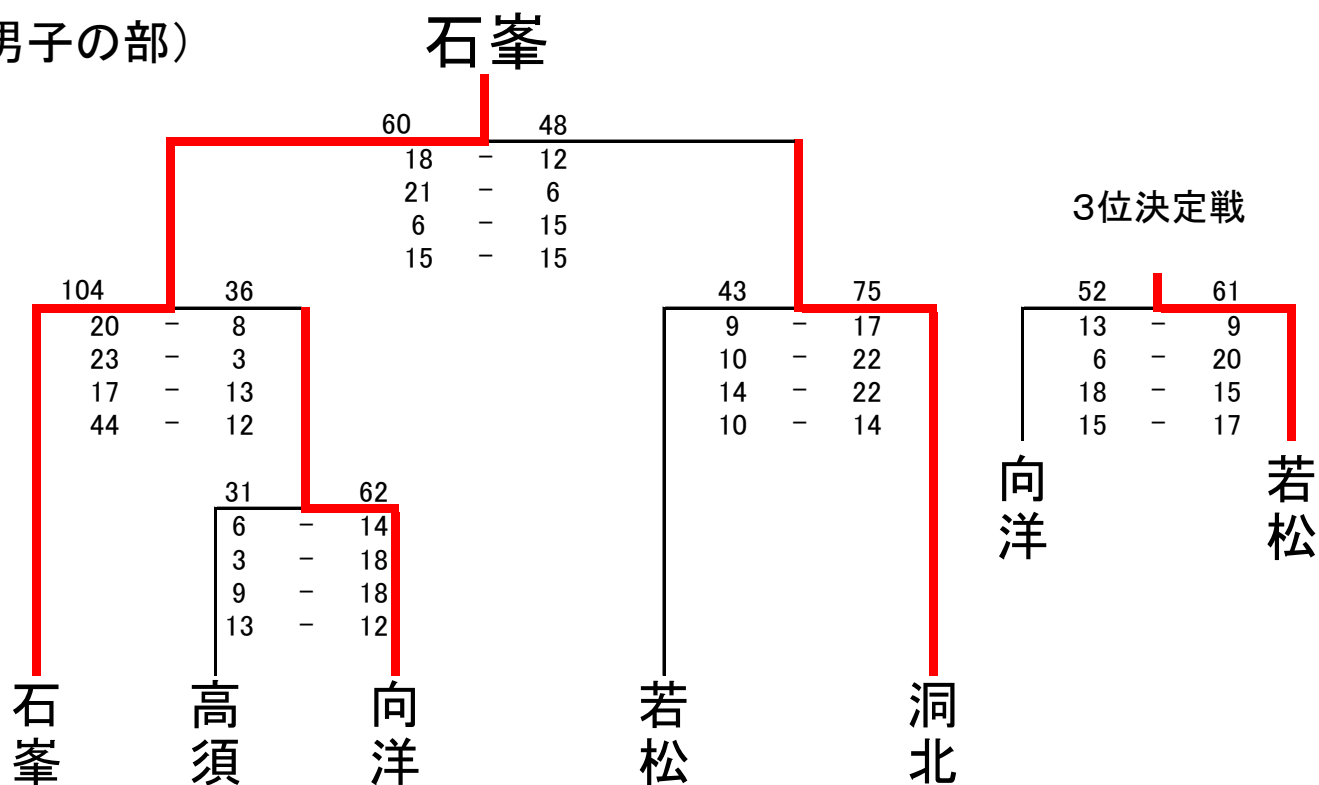 男子の部）
石峯
60 48
18 - 12
21 - 6
6 - 15
15 - 15
３位決定戦
104 36
20 - 8
23 - 3
17 - 13
44 - 12
43 75
9 - 17
10 - 22
14 - 22
10 - 14
52 61
13 - 9
6 - 20
18 - 15
15 - 17
向洋
若松
31 62
6 - 14
3 - 18
9 - 18
13 - 12
石峯
高須
向洋
若松
洞北